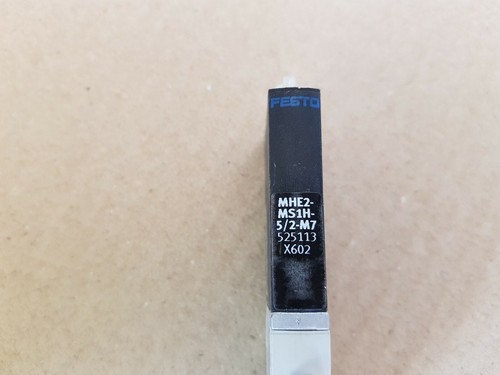 FESTO
MHE2-
MS1H-
5/2-M7
525113
X602